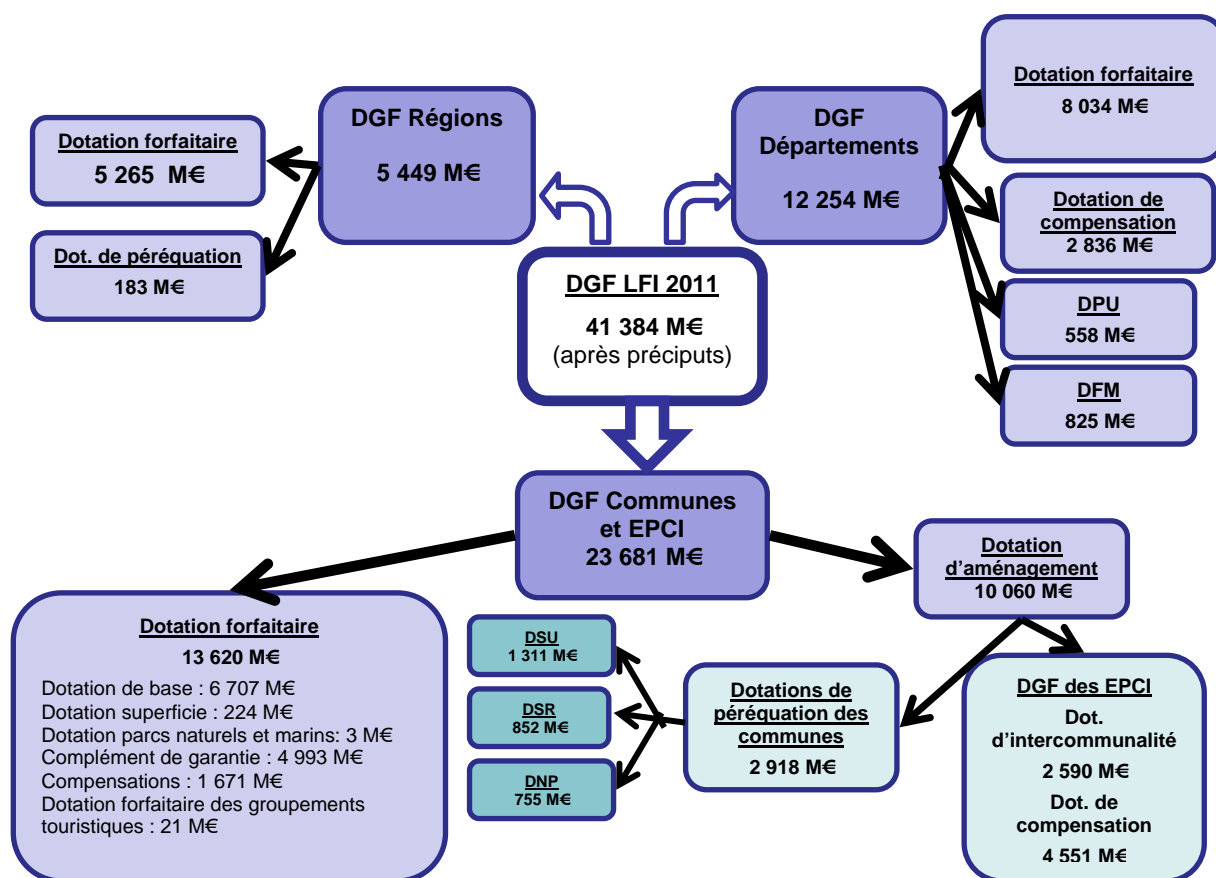 DGF Régions
5 449 M€
Dotation forfaitaire
5 265 M€
Dot. de péréquation
183 M€
DGF
Départements
12 254 M€
Dotation forfaitaire
8 034 M€
Dotation de
compensation
2 836 M€
DPU
558 M€
DFM
825 M€
DGF LFI 2011
41 384 M€
(après préciputs)
DGF Communes
et EPCI
23 681 M€
Dotation forfaitaire
13 620 M€
Dotation de base : 6 707 M€
Dotation superficie : 224 M€
Dotation parcs naturels et marins: 3 M€
Complément de garantie : 4 993 M€
Compensations : 1 671 M€
Dotation forfaitaire des groupements
touristiques : 21 M€
Dotation
d'aménagement
10 060 M€
DSU
1 311 M€
DSR
852 M€
DNP
755 M€
Dotations de
péréquation des
communes
2 918 M€
DGF des EPCI
Dot.
d'intercommunalité
2 590 M€
Dot. de
compensation
4 551 M€